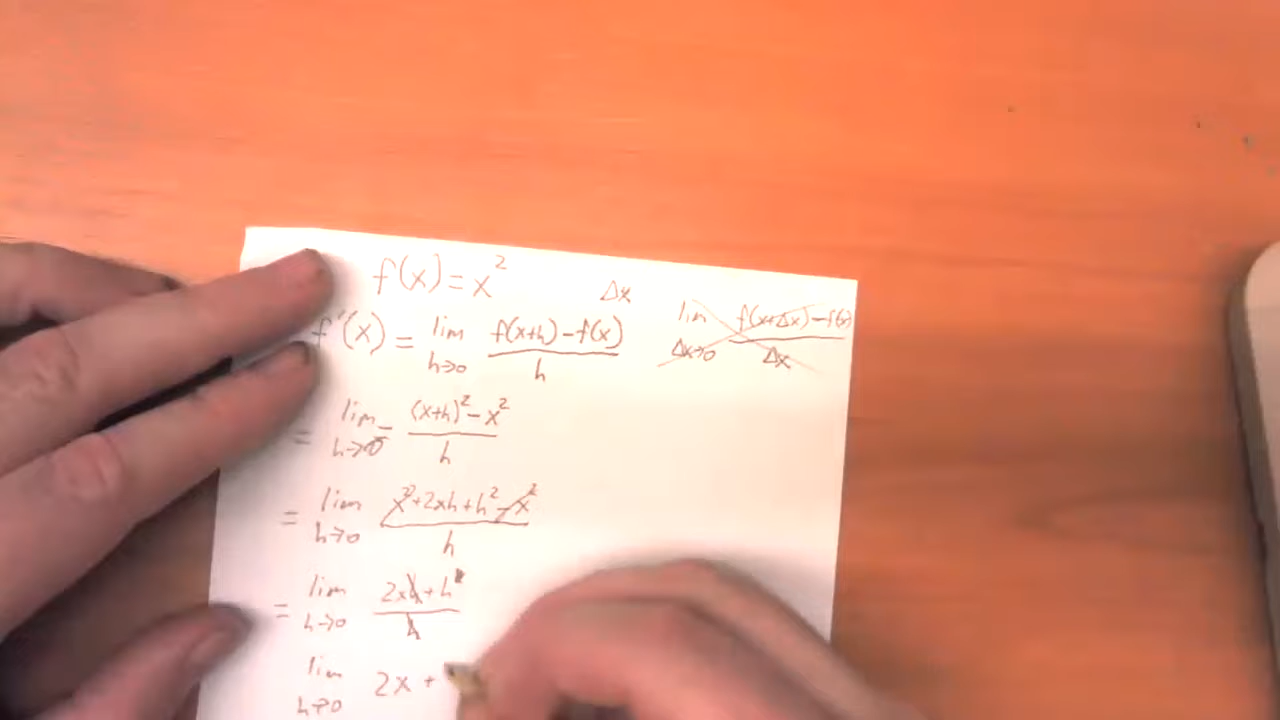 f(x) = x²
Δx
f'(x) = lim h→0 (f(x+h) - f(x)) / h
lim Δx→0 (f(x+Δx) - f(x)) / Δx
= lim h→0 ((x+h)² - x²) / h
= lim h→0 (x² + 2xh + h² - x²) / h
= lim h→0 (2xh + h) / h
lim h→0 2x +